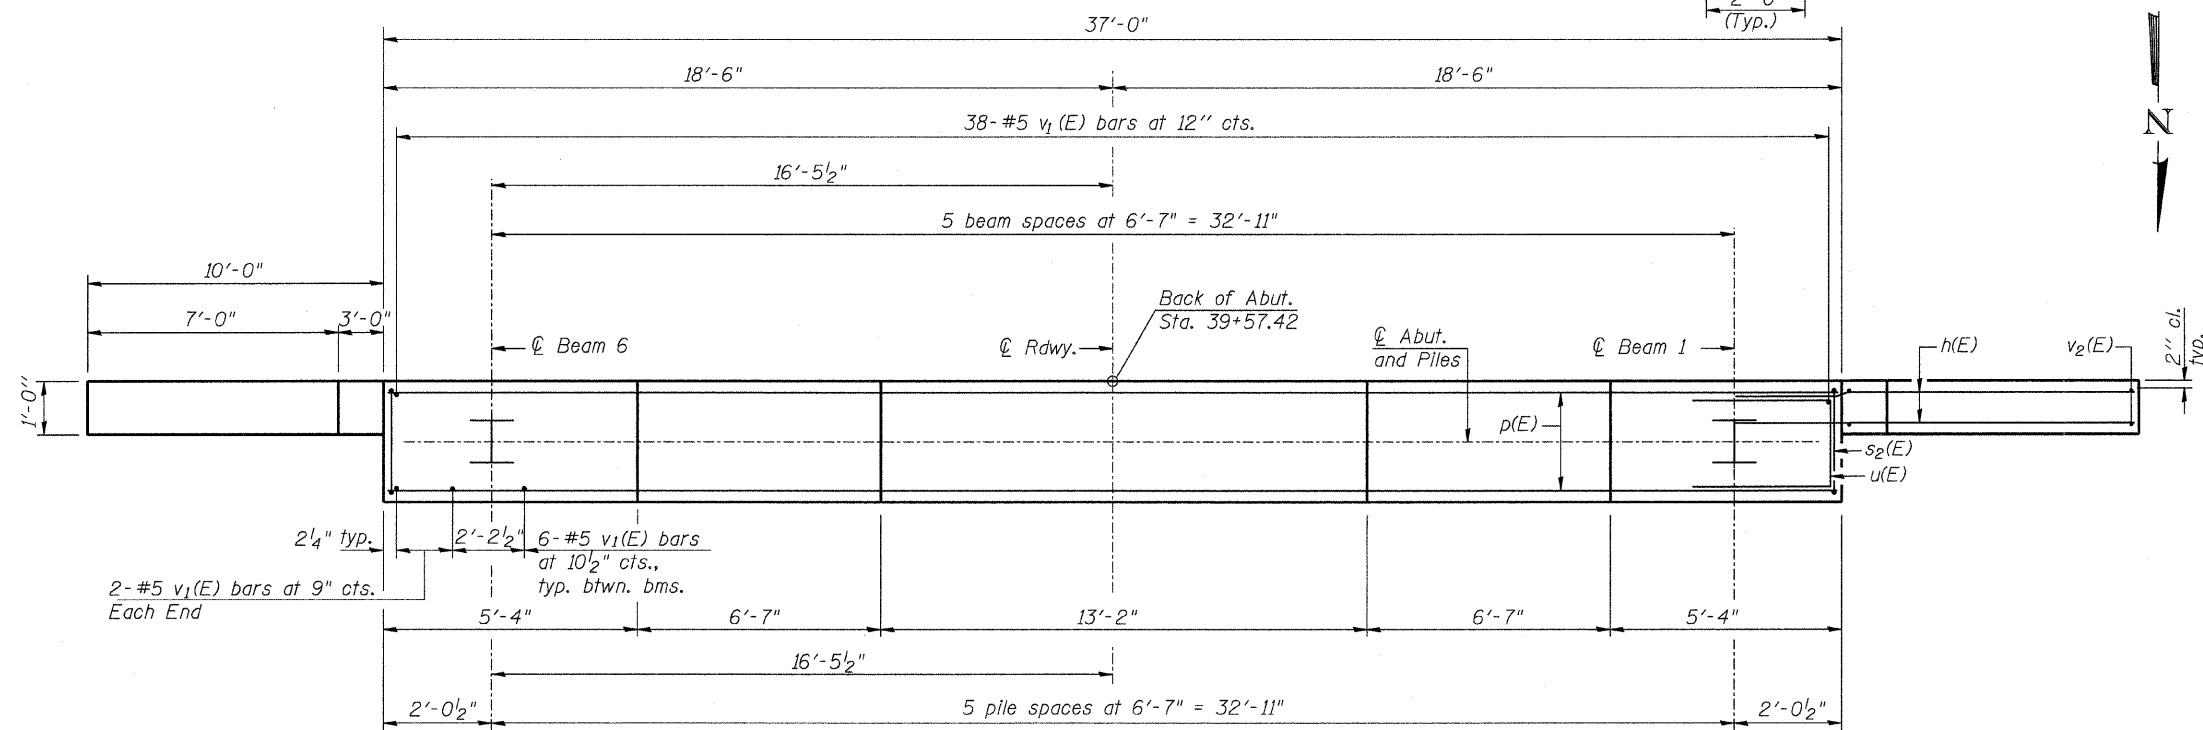 2'-0"
(Typ.)
37'-0"
18'-6"
18'-6"
N
38-#5 v₁(E) bars at 12" cts.
16'-5½"
5 beam spaces at 6'-7" = 32'-11"
10'-0"
7'-0"
3'-0"
Back of Abut.
Sta. 39+57.42
℄ Beam 6
℄ Rdwy.
℄ Abut.
and Piles
℄ Beam 1
h(E)
v₂(E)
2" cl.
typ.
1'-0"
p(E)
s₂(E)
u(E)
2¼" typ.
2'-2½"
6-#5 v₁(E) bars
at 10½" cts.,
typ. btwn. bms.
2-#5 v₁(E) bars at 9" cts.
Each End
5'-4"
6'-7"
13'-2"
6'-7"
5'-4"
16'-5½"
2'-0½"
5 pile spaces at 6'-7" = 32'-11"
2'-0½"